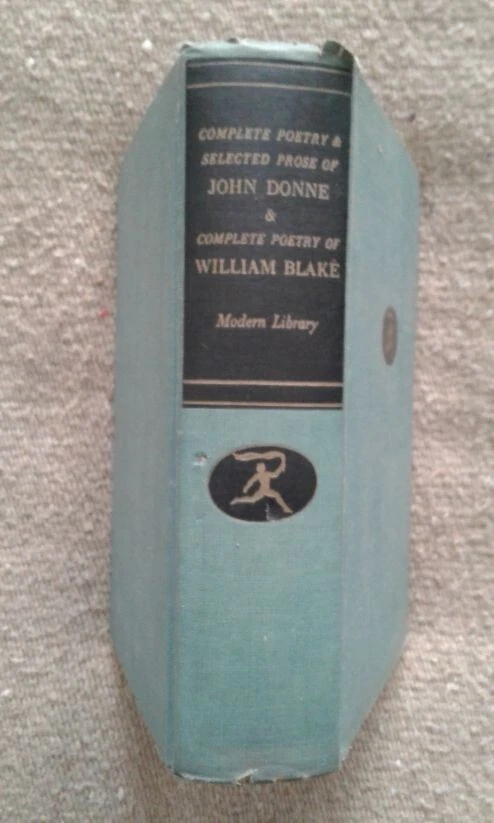 COMPLETE POETRY &
SELECTED PROSE OF
JOHN DONNE
&
COMPLETE POETRY OF
WILLIAM BLAKE
Modern Library